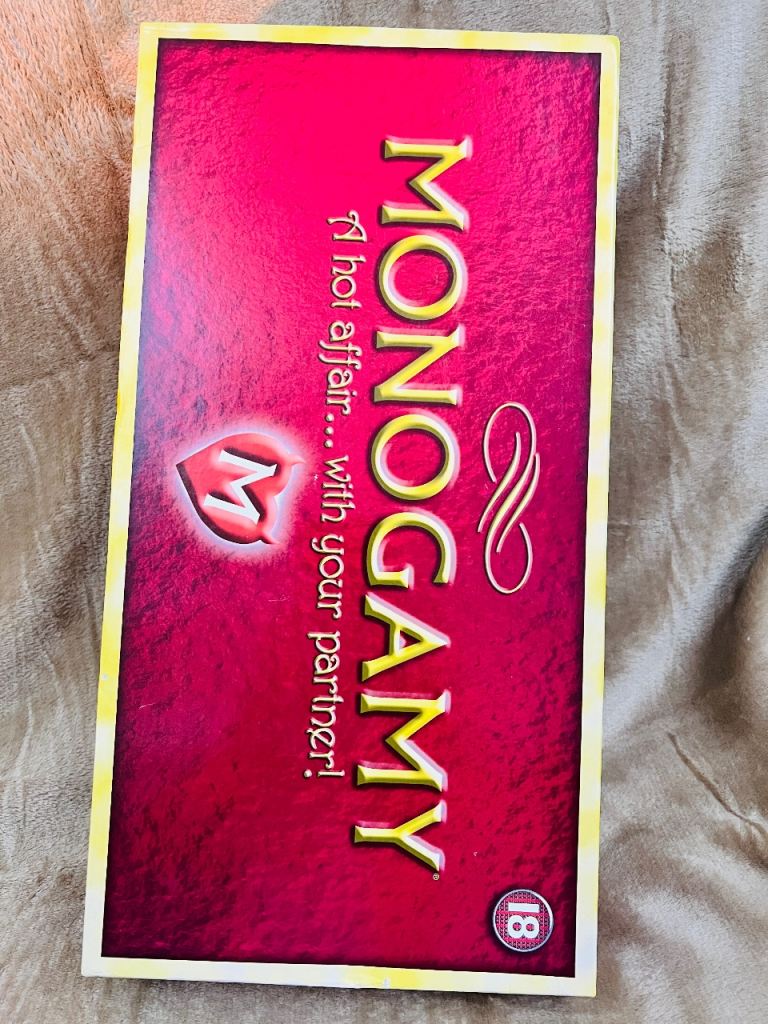 MONOGAMY®
A hot affair... with your partner!
M
18